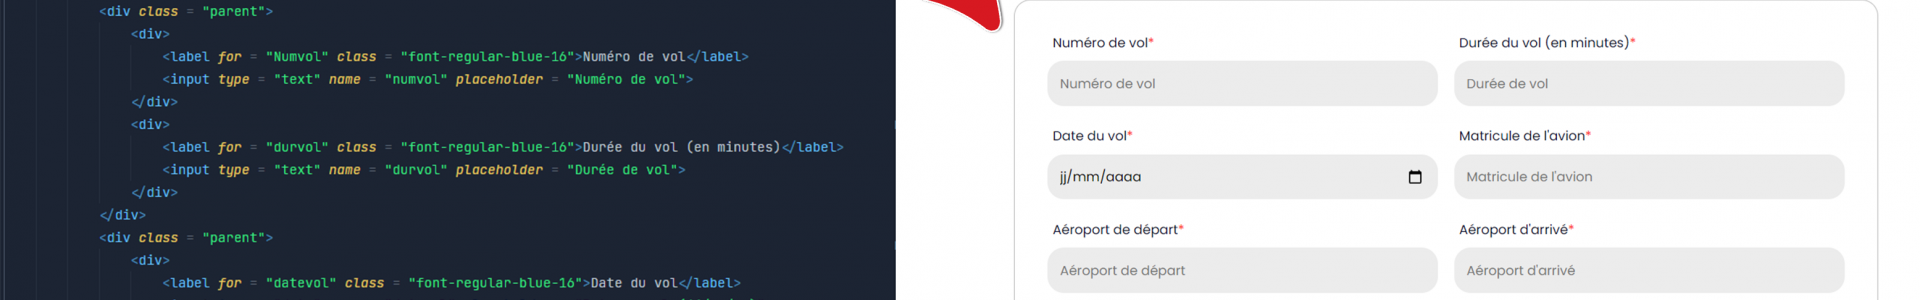 <div class = "parent">
<div>
<label for = "Numvol" class = "font-regular-blue-16">Numéro de vol</label>
<input type = "text" name = "numvol" placeholder = "Numéro de vol">
</div>
<div>
<label for = "durvol" class = "font-regular-blue-16">Durée du vol (en minutes)</label>
<input type = "text" name = "durvol" placeholder = "Durée de vol">
</div>
</div>
<div class = "parent">
<div>
<label for = "datevol" class = "font-regular-blue-16">Date du vol</label>
Numéro de vol*
Durée du vol (en minutes)*
Numéro de vol
Durée de vol
Date du vol*
Matricule de l'avion*
jj/mm/aaaa
Matricule de l'avion
Aéroport de départ*
Aéroport d'arrivé*
Aéroport de départ
Aéroport d'arrivé